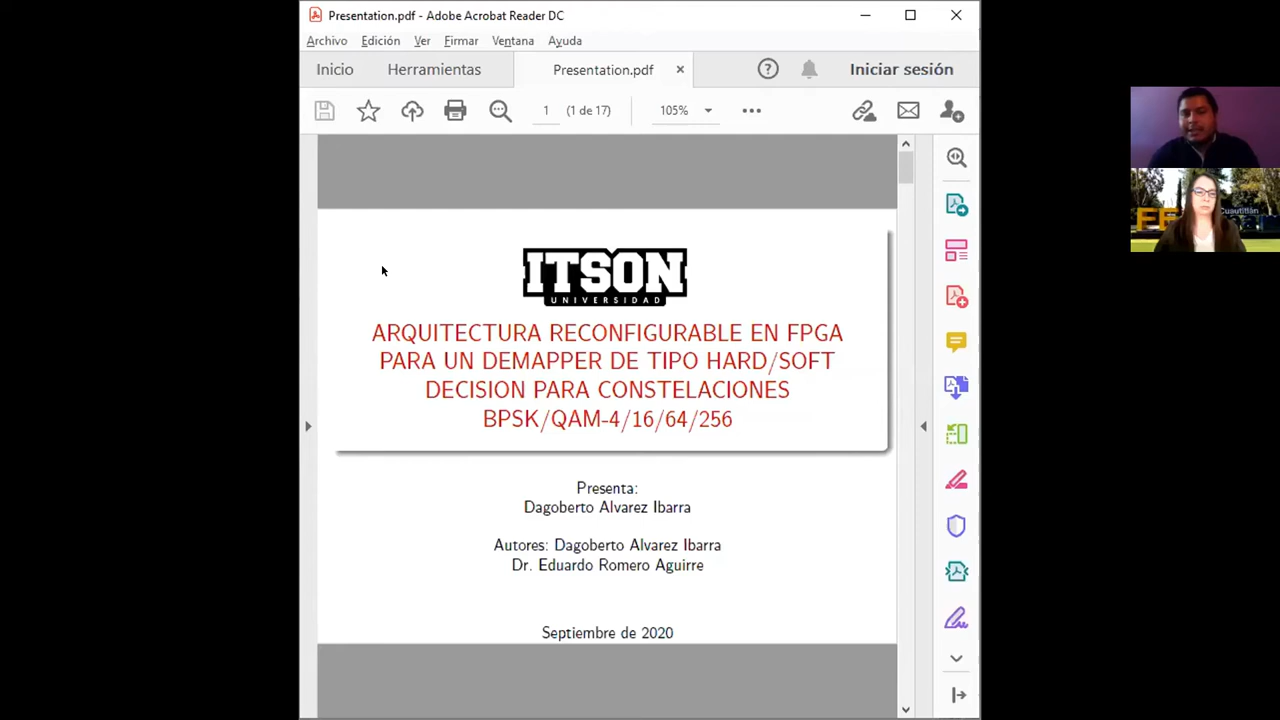 Presentation.pdf - Adobe Acrobat Reader DC
Archivo Edición Ver Firmar Ventana Ayuda
Inicio Herramientas Presentation.pdf Iniciar sesión
1 (1 de 17) 105%
ITSON
UNIVERSIDAD
ARQUITECTURA RECONFIGURABLE EN FPGA
PARA UN DEMAPPER DE TIPO HARD/SOFT
DECISION PARA CONSTELACIONES
BPSK/QAM-4/16/64/256
Presenta:
Dagoberto Alvarez Ibarra
Autores: Dagoberto Alvarez Ibarra
Dr. Eduardo Romero Aguirre
Septiembre de 2020
Cuautitlán